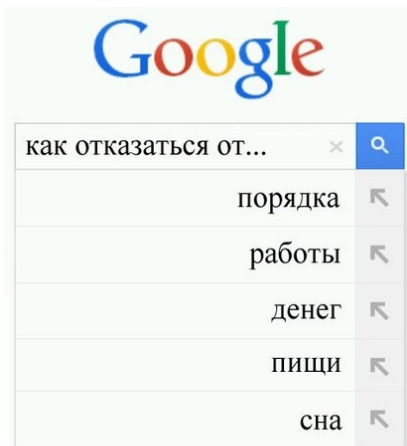 Google
как отказаться от...
порядка
работы
денег
пищи
сна